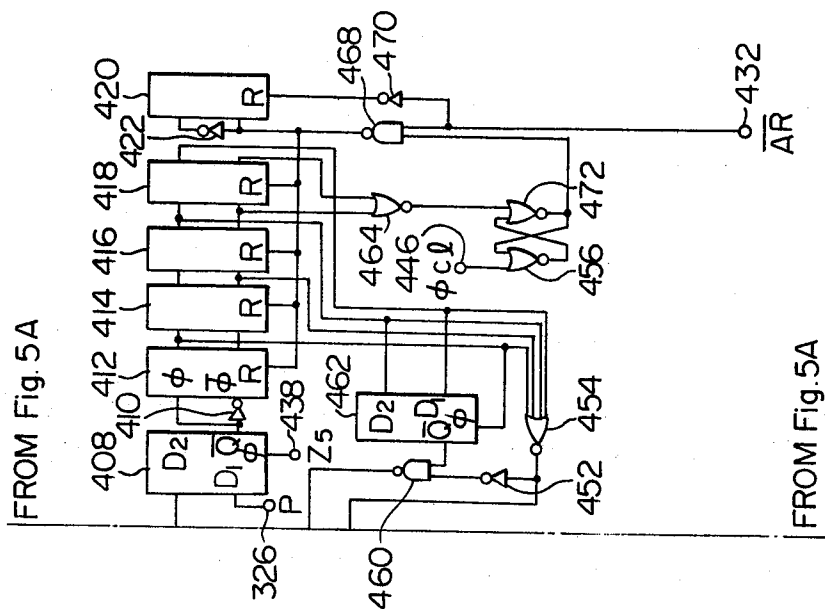 FROM Fig. 5A
408
410
412
414
416
418
422
420
D2
D1
Q̅
ϕ
ϕ
ϕ̅
R
R
R
R
R
326
P
Z5
438
462
D2
D1
Q̅
ϕ
446
ϕcℓ
464
468
470
472
456
460
452
454
432
A̅R̅
FROM Fig. 5A